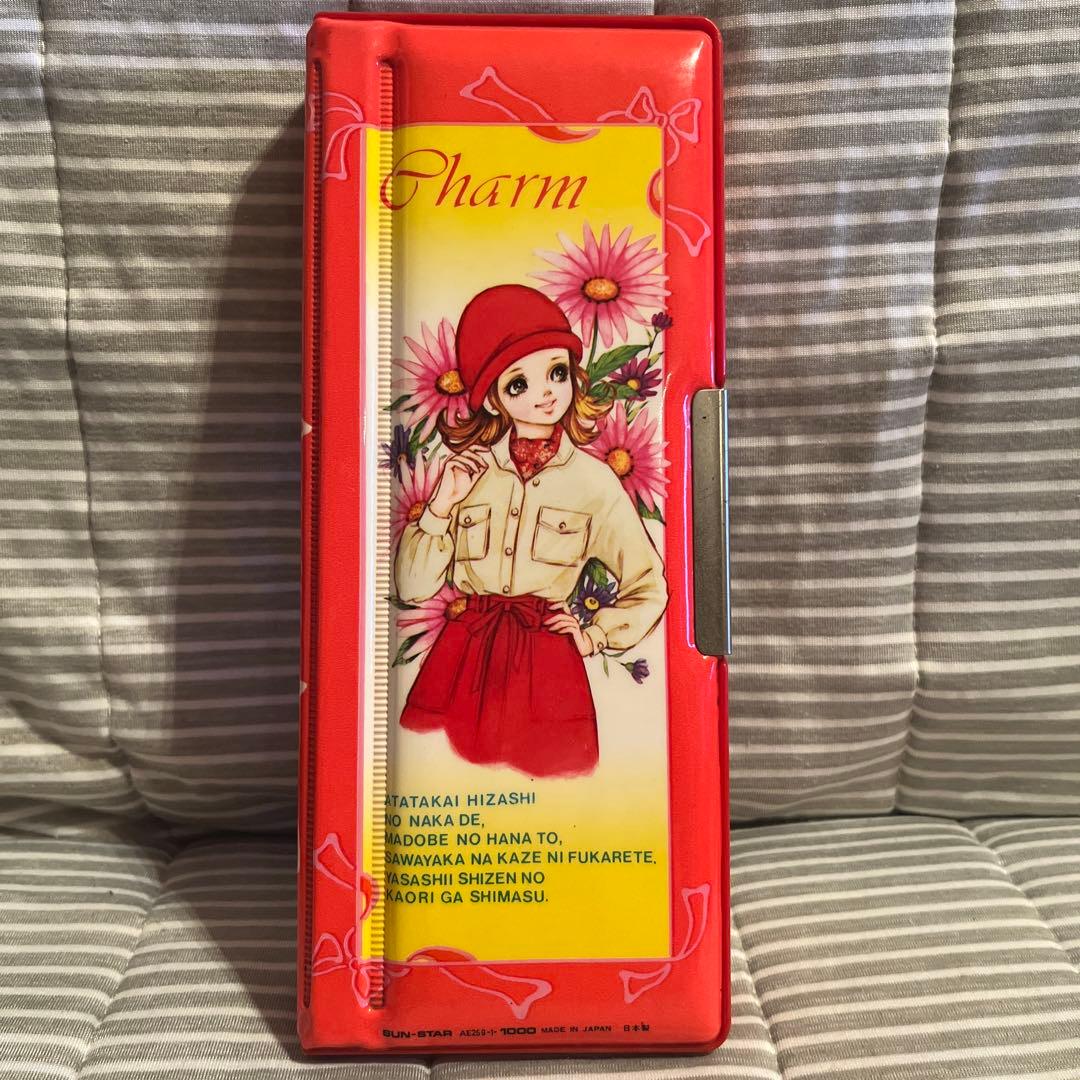 Charm
ATATAKAI HIZASHI
NO NAKA DE,
MADOBE NO HANA TO,
SAWAYAKA NA KAZE NI FUKARETE,
YASASHII SHIZEN NO
KAORI GA SHIMASU.
SUN-STAR AE259-1-1000 MADE IN JAPAN 日本製